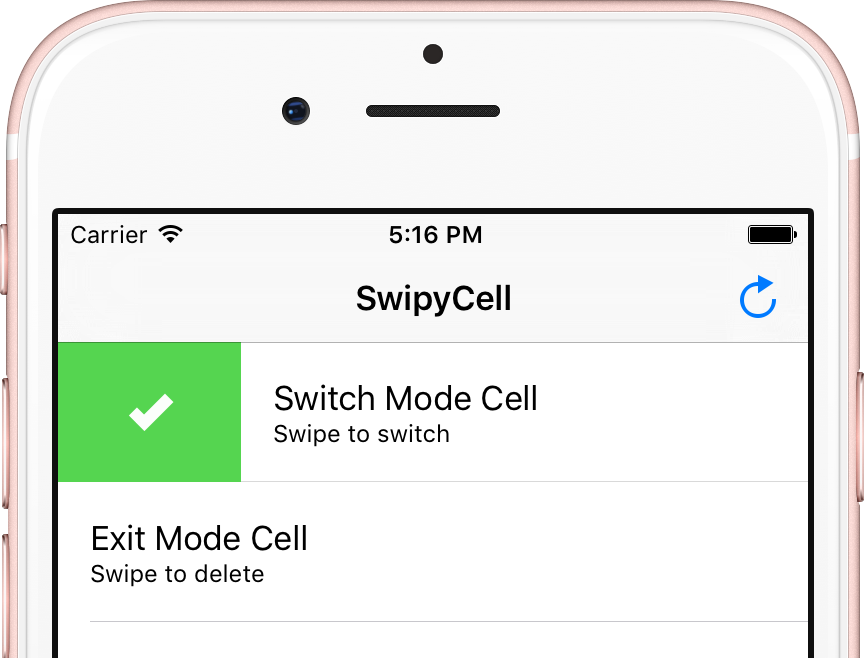 Carrier 5:16 PM
SwipyCell
Switch Mode Cell
Swipe to switch
Exit Mode Cell
Swipe to delete